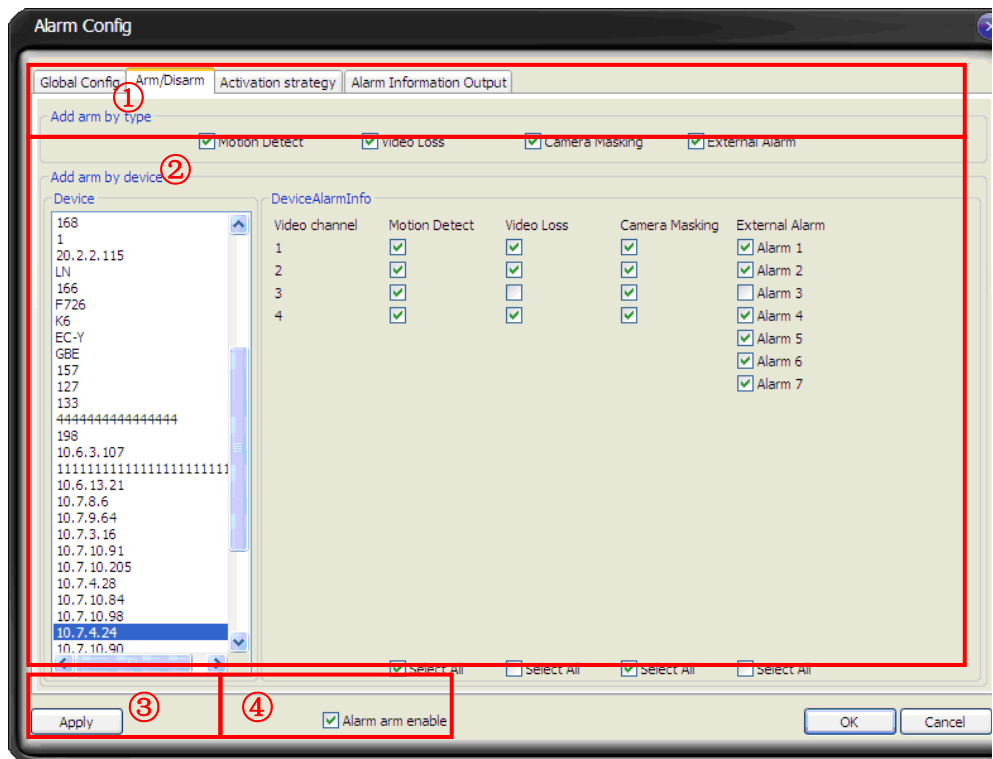 Alarm Config
Global Config Arm/Disarm Activation strategy Alarm Information Output
①
Add arm by type
Motion Detect Video Loss Camera Masking External Alarm
②
Add arm by device
Device DeviceAlarmInfo
168
1
20.2.2.115
LN
166
F726
K6
EC-Y
GBE
157
127
133
4444444444444444
198
10.6.3.107
10.6.13.21
10.7.8.6
10.7.9.64
10.7.3.16
10.7.10.91
10.7.10.205
10.7.4.28
10.7.10.84
10.7.10.98
10.7.4.24
10.7.10.90
Video channel Motion Detect Video Loss Camera Masking External Alarm
1 Alarm 1
2 Alarm 2
3 Alarm 3
4 Alarm 4
Alarm 5
Alarm 6
Alarm 7
Select All Select All Select All Select All
③ ④
Apply Alarm arm enable OK Cancel